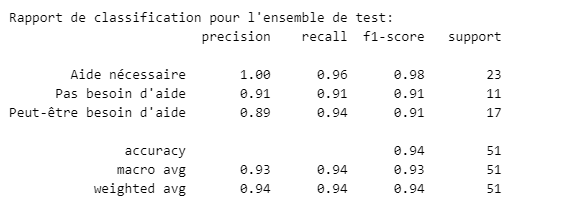 Rapport de classification pour l'ensemble de test:
precision recall f1-score support
Aide nécessaire 1.00 0.96 0.98 23
Pas besoin d'aide 0.91 0.91 0.91 11
Peut-être besoin d'aide 0.89 0.94 0.91 17
accuracy 0.94 51
macro avg 0.93 0.94 0.93 51
weighted avg 0.94 0.94 0.94 51